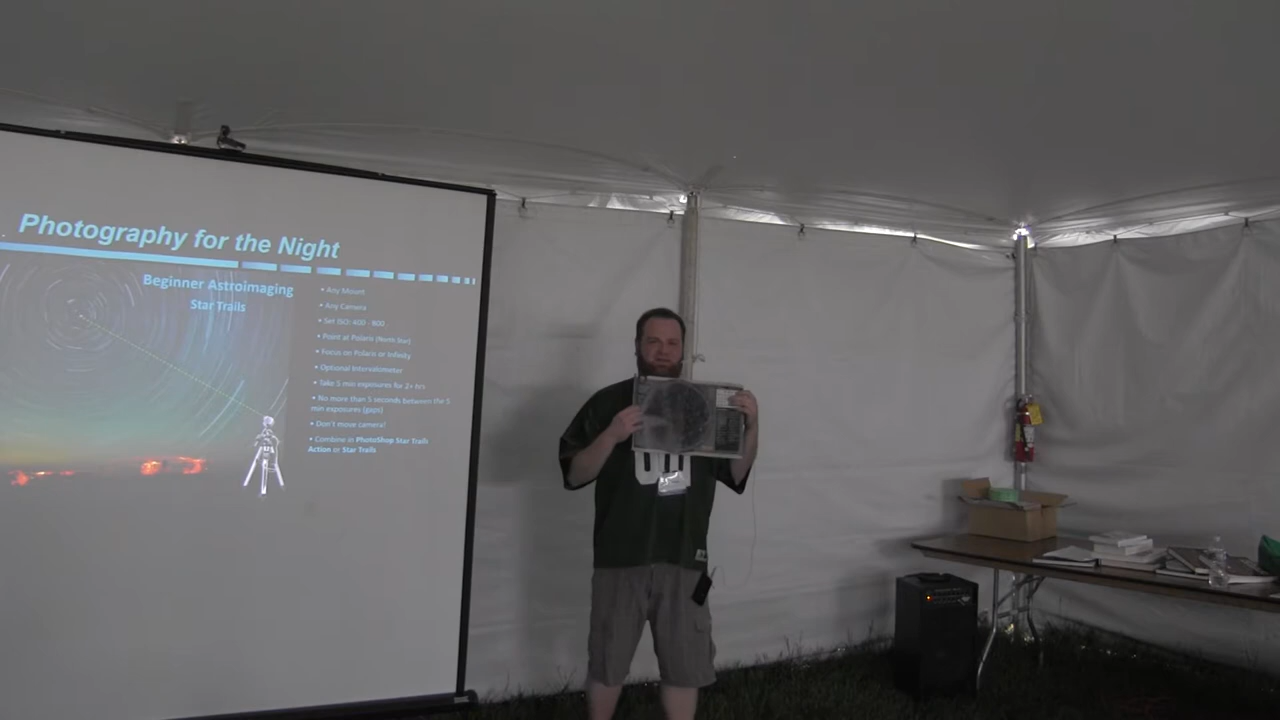 Photography for the Night
Beginner Astroimaging
Star Trails
• Any Mount
• Any Camera
• Set ISO: 400 - 800
• Point at Polaris (North Star)
• Focus on Polaris or Infinity
• Optional Intervalometer
• Take 5 min exposures for 2+ hrs
• No more than 5 seconds between the 5
min exposures (gaps)
• Don't move camera!
• Combine in PhotoShop Star Trails
Action or Star Trails